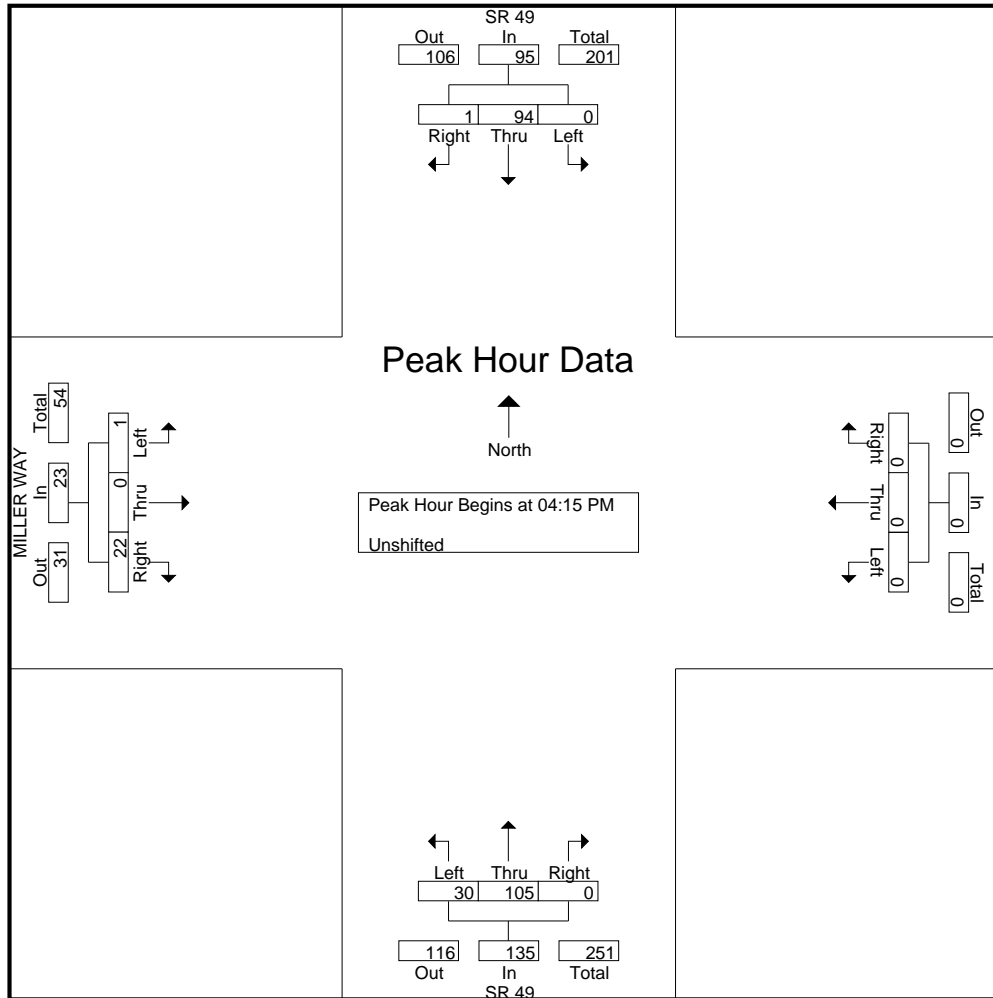 SR 49
Out In Total
106 95 201
1 94 0
Right Thru Left
Peak Hour Data
North
Peak Hour Begins at 04:15 PM
Unshifted
MILLER WAY
Total In Out
54 23 31
1 0 22
Left Thru Right
Right Thru Left
0 0 0
Out In Total
0 0 0
Left Thru Right
30 105 0
116 135 251
Out In Total
SR 49